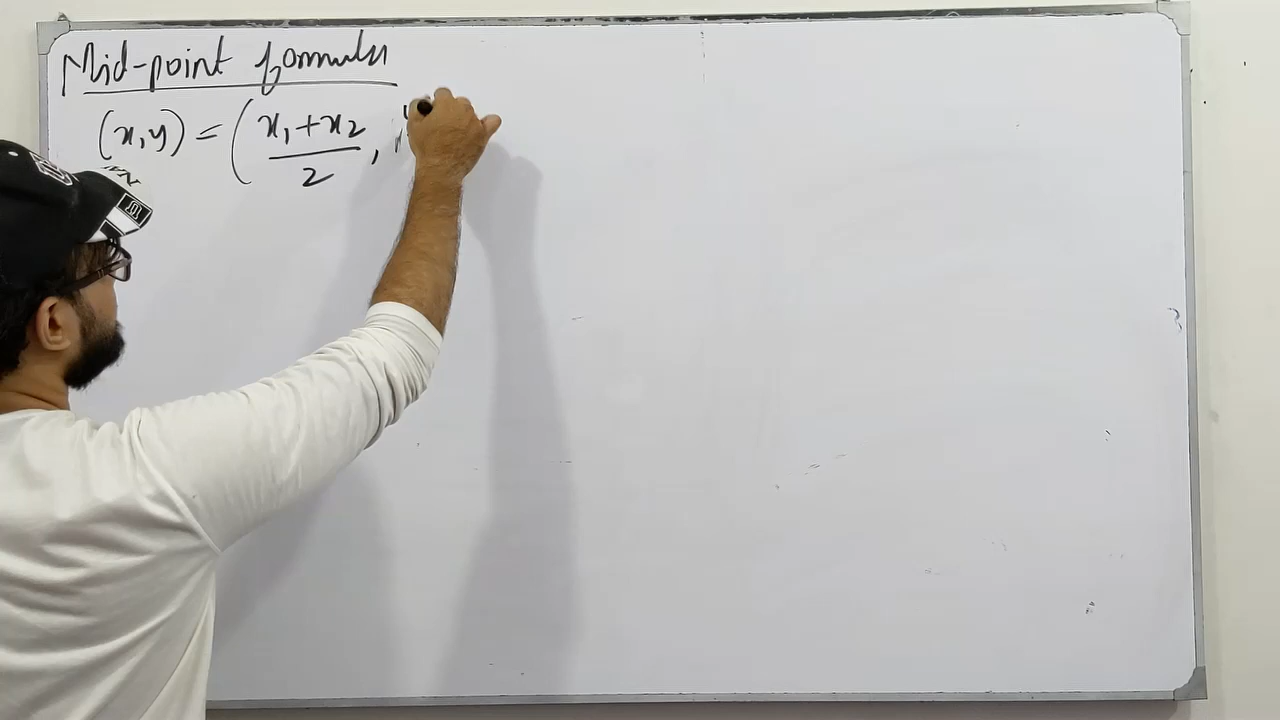 Mid-point formula
(x,y) = (x₁+x₂/2,